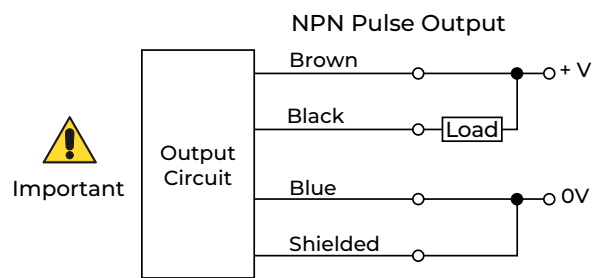 NPN Pulse Output
Brown
+ V
Black
Load
Important
Output
Circuit
Blue
0V
Shielded